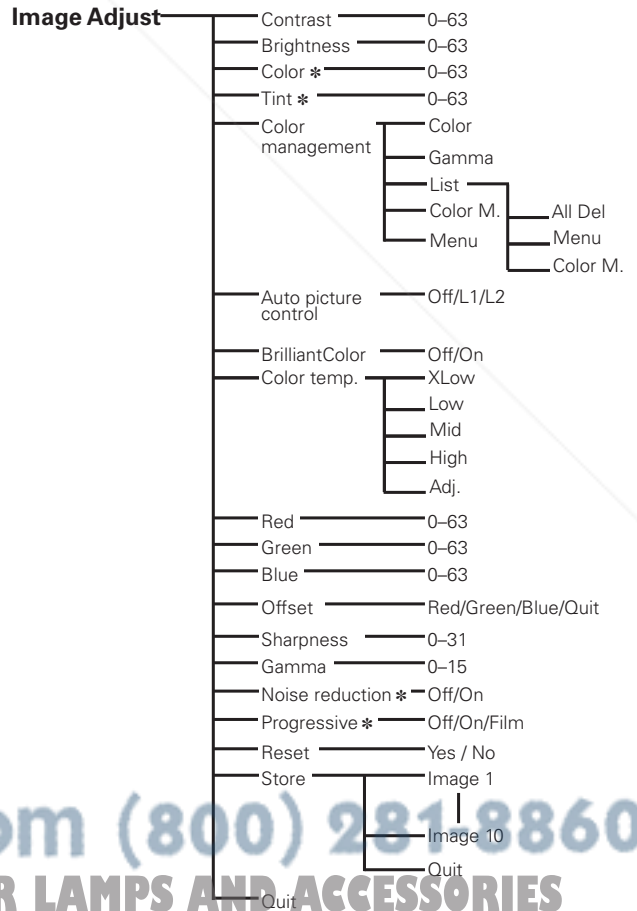 Image Adjust
Contrast 0–63
Brightness 0–63
Color ✻ 0–63
Tint ✻ 0–63
Color management Color
Gamma
List
Color M.
Menu
All Del
Menu
Color M.
Auto picture control Off/L1/L2
BrilliantColor Off/On
Color temp. XLow
Low
Mid
High
Adj.
Red 0–63
Green 0–63
Blue 0–63
Offset Red/Green/Blue/Quit
Sharpness 0–31
Gamma 0–15
Noise reduction ✻ Off/On
Progressive ✻ Off/On/Film
Reset Yes / No
Store Image 1
Image 10
Quit
Quit
om (800) 281-8860
R LAMPS AND ACCESSORIES